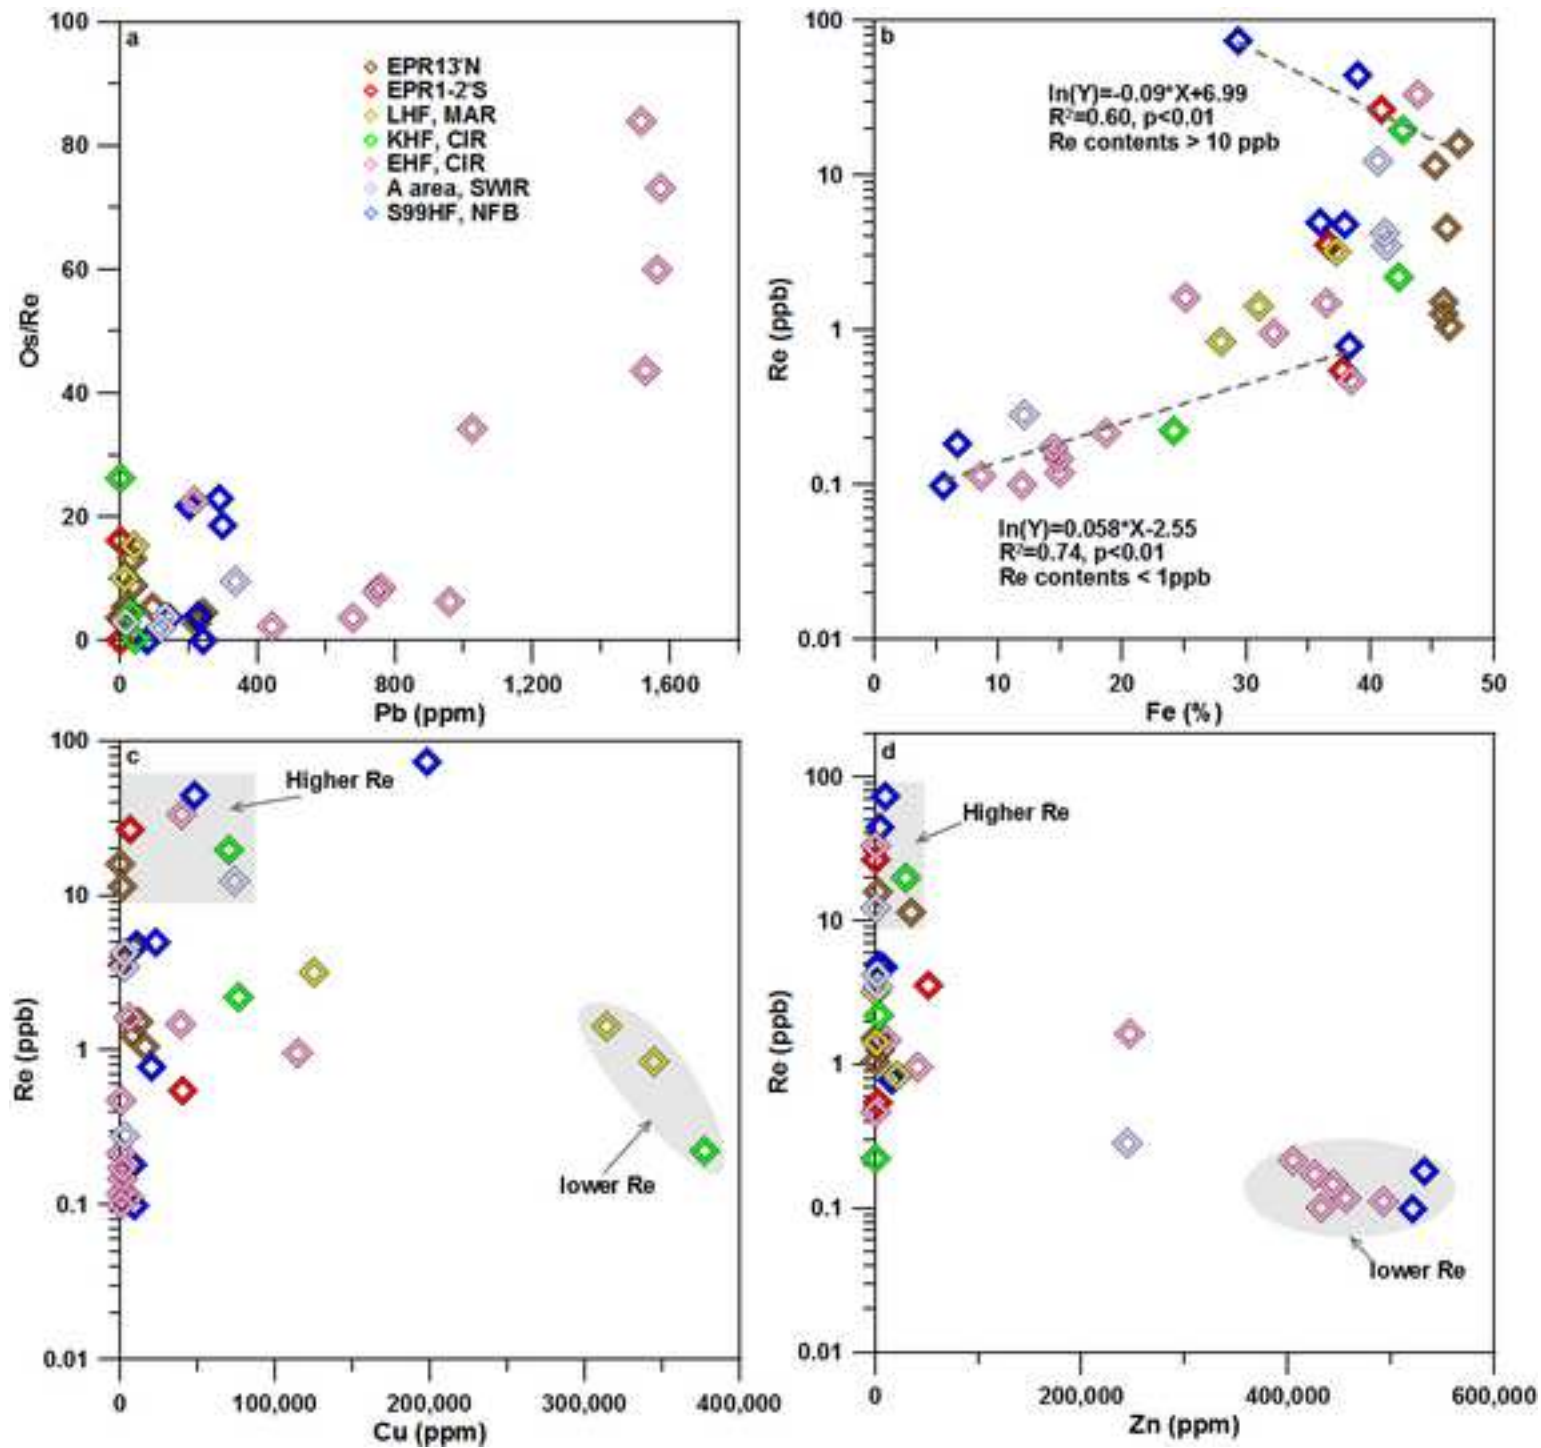 a
100
80
60
40
20
0
Os/Re
EPR13°N
EPR1-2°S
LHF, MAR
KHF, CIR
EHF, CIR
A area, SWIR
S99HF, NFB
0 400 800 1,200 1,600
Pb (ppm)
b
100
10
1
0.1
0.01
Re (ppb)
ln(Y)=-0.09*X+6.99
R²=0.60, p<0.01
Re contents > 10 ppb
ln(Y)=0.058*X-2.55
R²=0.74, p<0.01
Re contents < 1ppb
0 10 20 30 40 50
Fe (%)
c
100
10
1
0.1
0.01
Re (ppb)
Higher Re
lower Re
0 100,000 200,000 300,000 400,000
Cu (ppm)
d
100
10
1
0.1
0.01
Re (ppb)
Higher Re
lower Re
0 200,000 400,000 600,000
Zn (ppm)